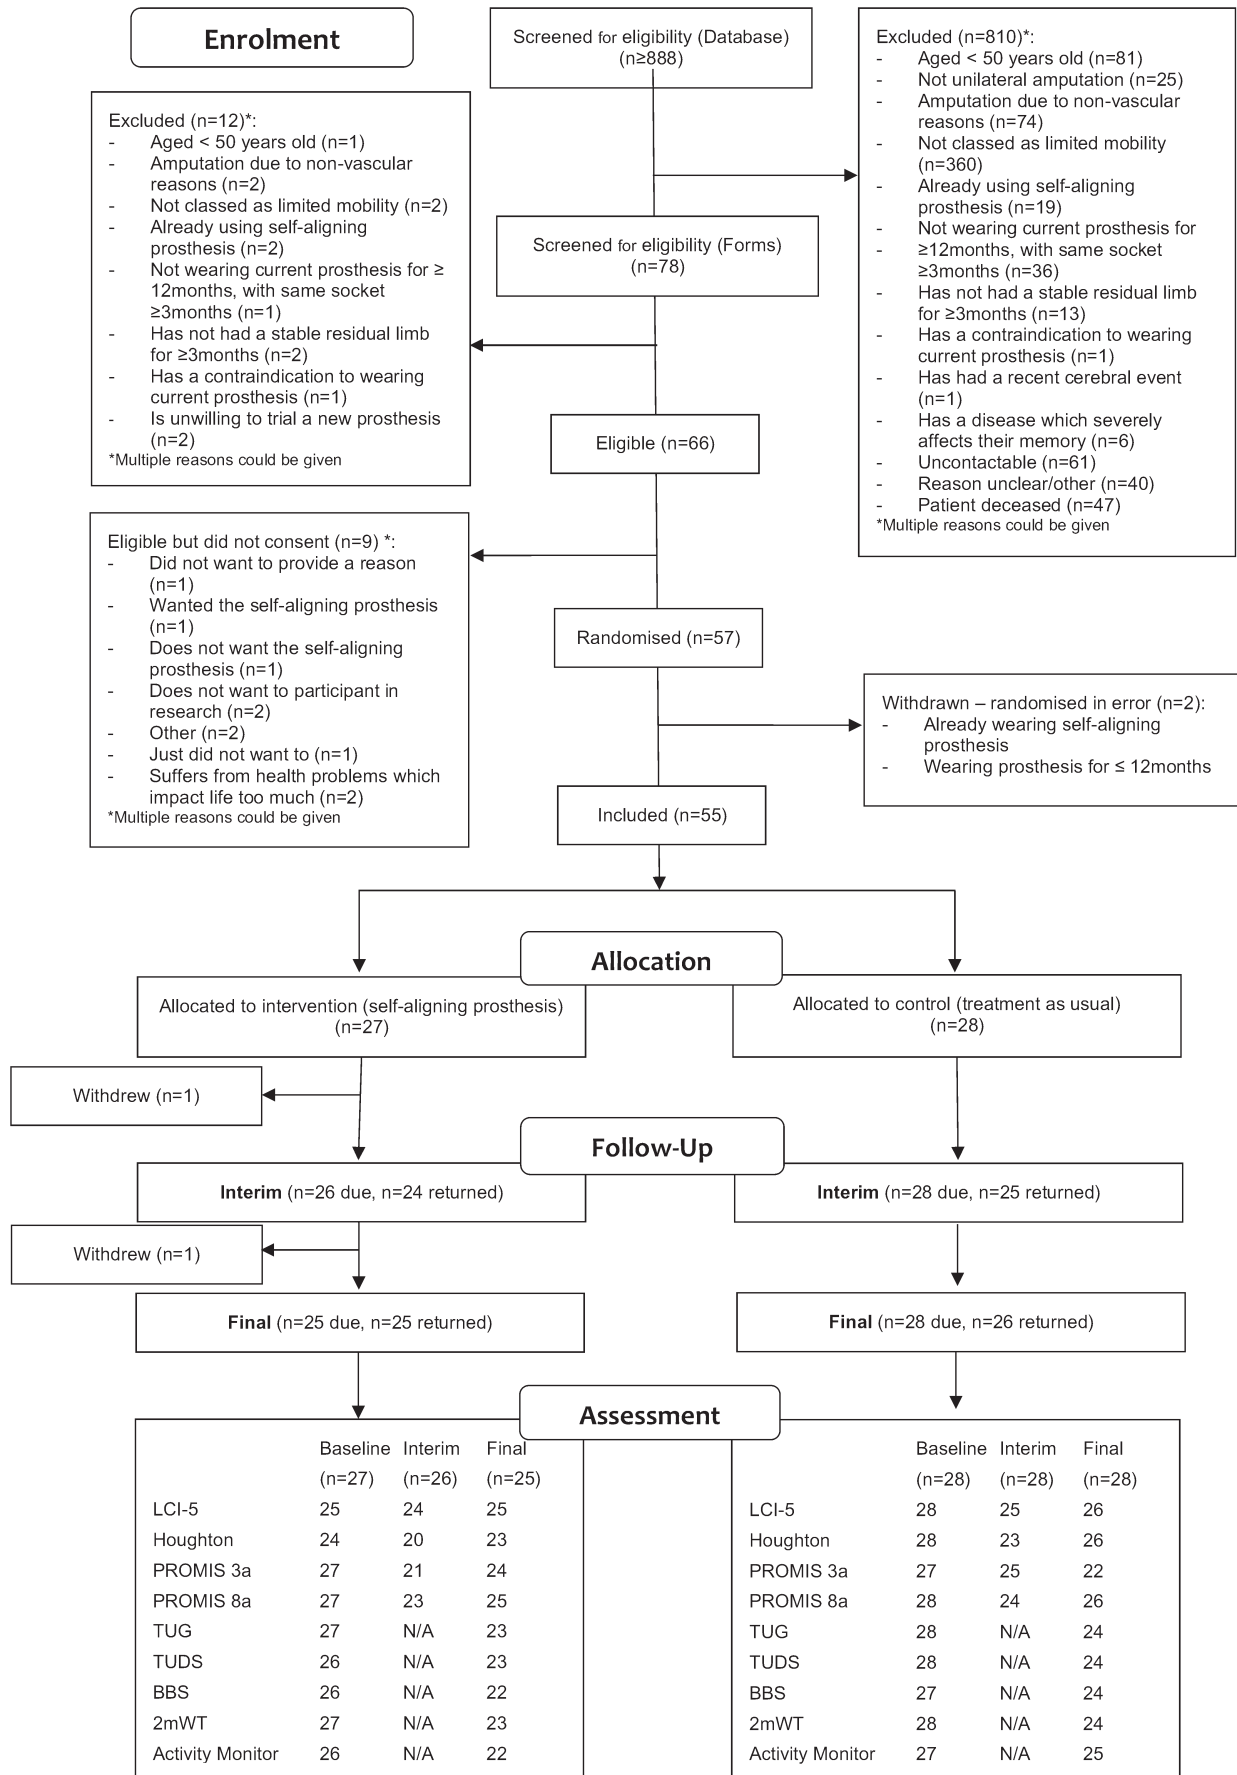 Enrolment
Screened for eligibility (Database)
(n≥888)
Excluded (n=810)*:
- Aged < 50 years old (n=81)
- Not unilateral amputation (n=25)
- Amputation due to non-vascular
reasons (n=74)
- Not classed as limited mobility
(n=360)
- Already using self-aligning
prosthesis (n=19)
- Not wearing current prosthesis for
- ≥12months, with same socket
≥3months (n=36)
- Has not had a stable residual limb
for ≥3months (n=13)
- Has a contraindication to wearing
current prosthesis (n=1)
- Has had a recent cerebral event
(n=1)
- Has a disease which severely
affects their memory (n=6)
- Uncontactable (n=61)
- Reason unclear/other (n=40)
- Patient deceased (n=47)
*Multiple reasons could be given
Screened for eligibility (Forms)
(n=78)
Excluded (n=12)*:
- Aged < 50 years old (n=1)
- Amputation due to non-vascular
reasons (n=2)
- Not classed as limited mobility (n=2)
- Already using self-aligning
prosthesis (n=2)
- Not wearing current prosthesis for ≥
12months, with same socket
≥3months (n=1)
- Has not had a stable residual limb
for ≥3months (n=2)
- Has a contraindication to wearing
current prosthesis (n=1)
- Is unwilling to trial a new prosthesis
(n=2)
*Multiple reasons could be given
Eligible (n=66)
Eligible but did not consent (n=9) *:
- Did not want to provide a reason
(n=1)
- Wanted the self-aligning prosthesis
(n=1)
- Does not want the self-aligning
prosthesis (n=1)
- Does not want to participant in
research (n=2)
- Other (n=2)
- Just did not want to (n=1)
- Suffers from health problems which
impact life too much (n=2)
*Multiple reasons could be given
Randomised (n=57)
Withdrawn – randomised in error (n=2):
- Already wearing self-aligning
prosthesis
- Wearing prosthesis for ≤ 12months
Included (n=55)
Allocation
Allocated to intervention (self-aligning prosthesis)
(n=27)
Allocated to control (treatment as usual)
(n=28)
Withdrew (n=1)
Follow-Up
Interim (n=26 due, n=24 returned)
Interim (n=28 due, n=25 returned)
Withdrew (n=1)
Final (n=25 due, n=25 returned)
Final (n=28 due, n=26 returned)
Assessment
Baseline Interim Final
(n=27) (n=26) (n=25)
LCI-5 25 24 25
Houghton 24 20 23
PROMIS 3a 27 21 24
PROMIS 8a 27 23 25
TUG 27 N/A 23
TUDS 26 N/A 23
BBS 26 N/A 22
2mWT 27 N/A 23
Activity Monitor 26 N/A 22
Baseline Interim Final
(n=28) (n=28) (n=28)
LCI-5 28 25 26
Houghton 28 23 26
PROMIS 3a 27 25 22
PROMIS 8a 28 24 26
TUG 28 N/A 24
TUDS 28 N/A 24
BBS 27 N/A 24
2mWT 28 N/A 24
Activity Monitor 27 N/A 25